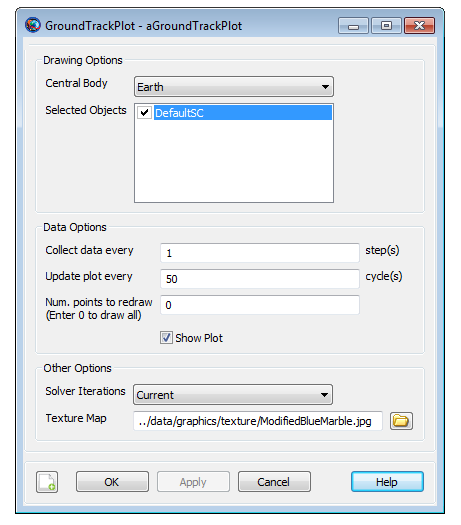 GroundTrackPlot - aGroundTrackPlot
Drawing Options
Central Body Earth
Selected Objects DefaultSC
Data Options
Collect data every 1 step(s)
Update plot every 50 cycle(s)
Num. points to redraw 0
(Enter 0 to draw all)
Show Plot
Other Options
Solver Iterations Current
Texture Map ../data/graphics/texture/ModifiedBlueMarble.jpg
OK Apply Cancel Help